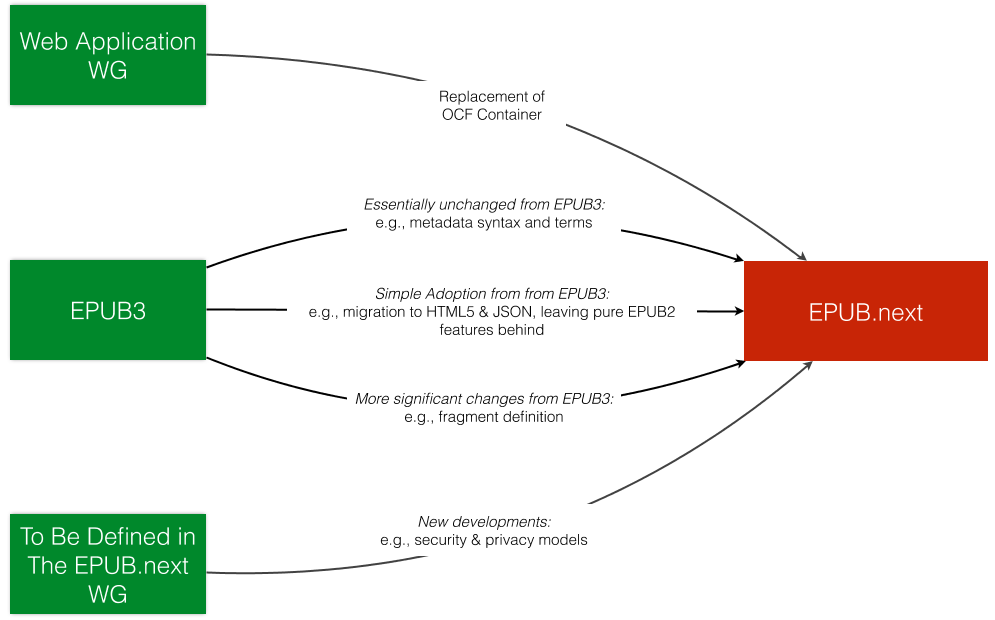 Web Application
WG
Replacement of
OCF Container
Essentially unchanged from EPUB3:
e.g., metadata syntax and terms
EPUB3
Simple Adoption from from EPUB3:
e.g., migration to HTML5 & JSON, leaving pure EPUB2
features behind
EPUB.next
More significant changes from EPUB3:
e.g., fragment definition
To Be Defined in
The EPUB.next
WG
New developments:
e.g., security & privacy models